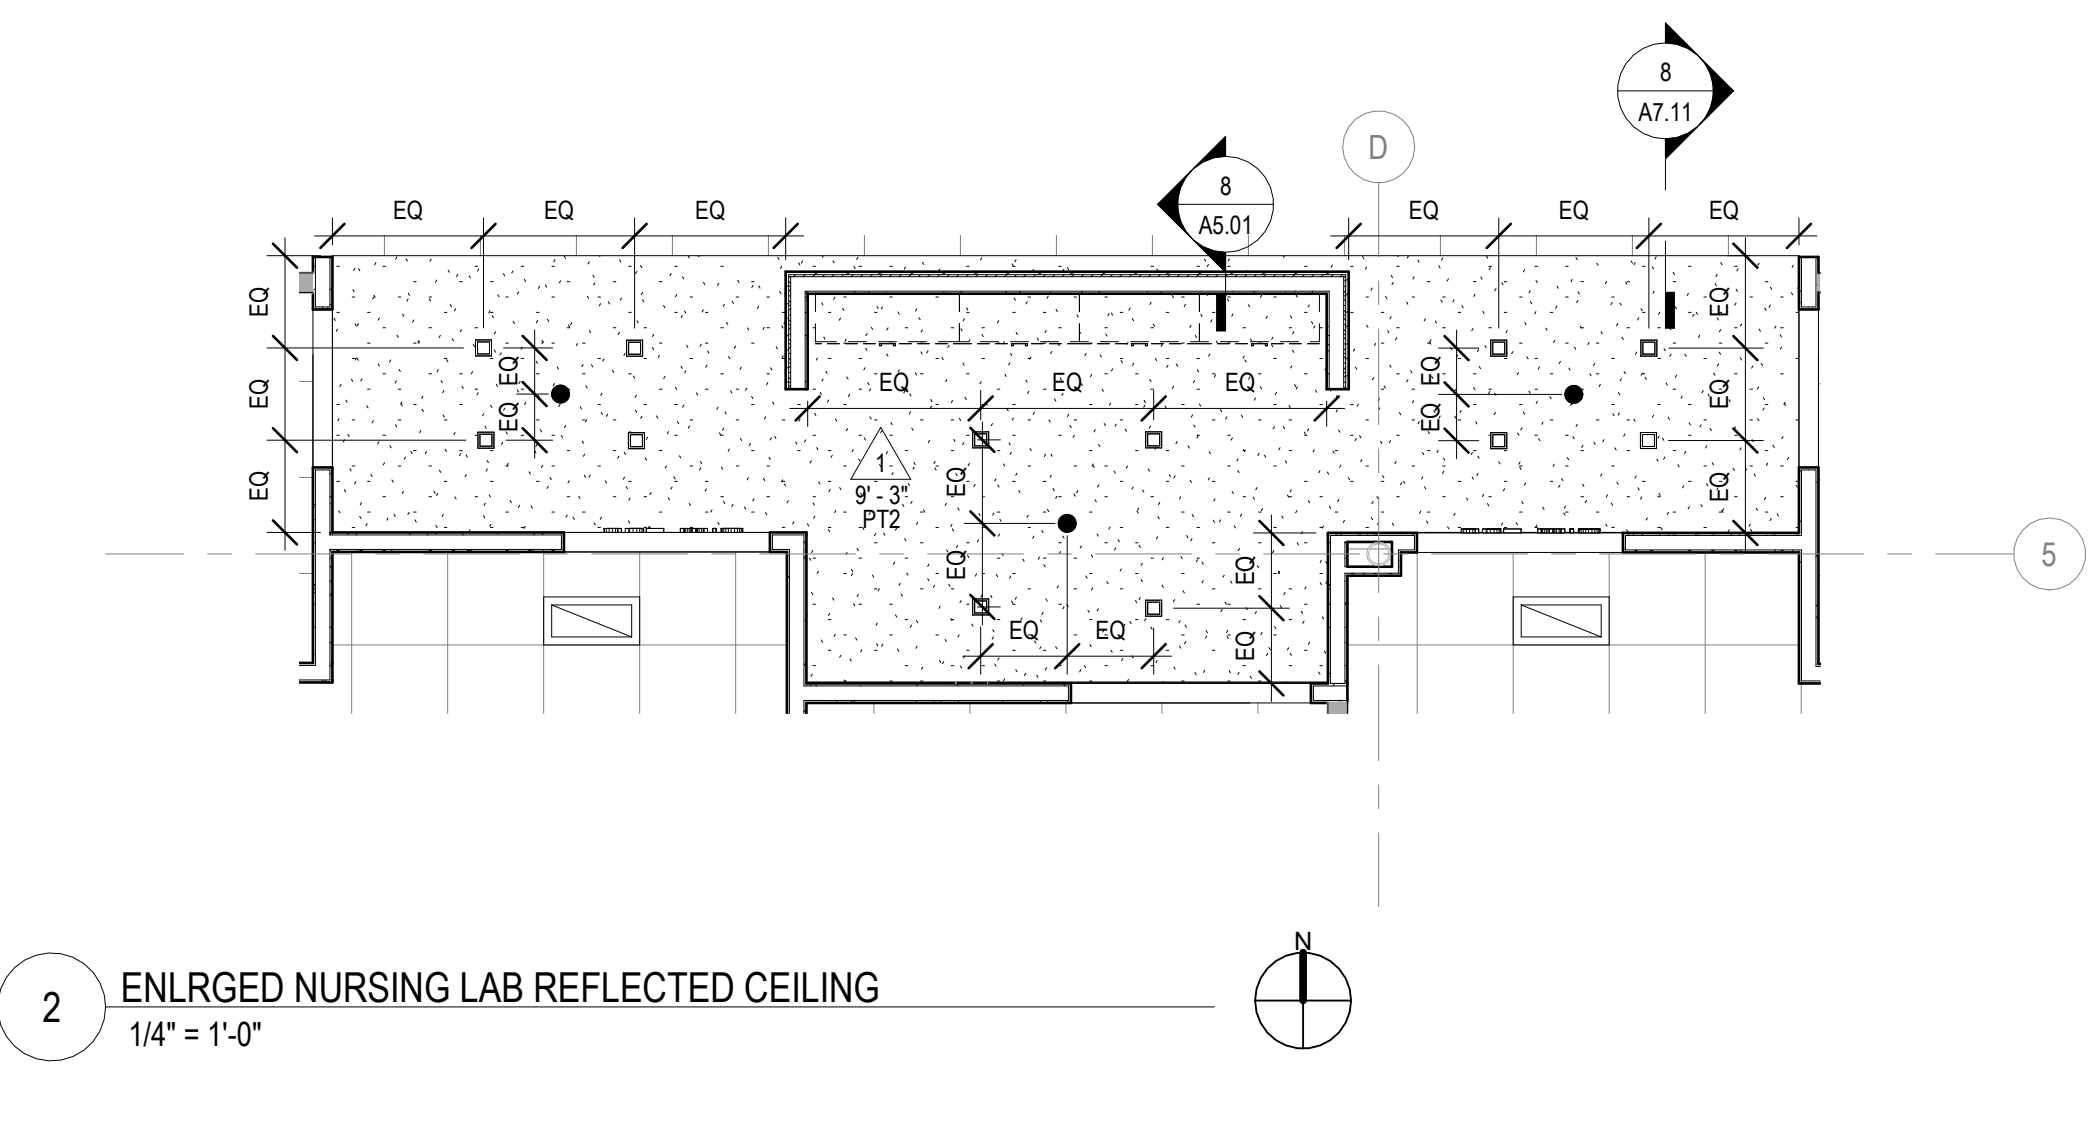 8
A7.11
D
8
A5.01
EQ EQ EQ
EQ EQ EQ
EQ
EQ
EQ
EQ
EQ
EQ EQ EQ
EQ
EQ
EQ
EQ
EQ
1
9' - 3"
PT2
EQ
EQ
EQ
EQ
EQ EQ
5
N
2
ENLRGED NURSING LAB REFLECTED CEILING
1/4" = 1'-0"